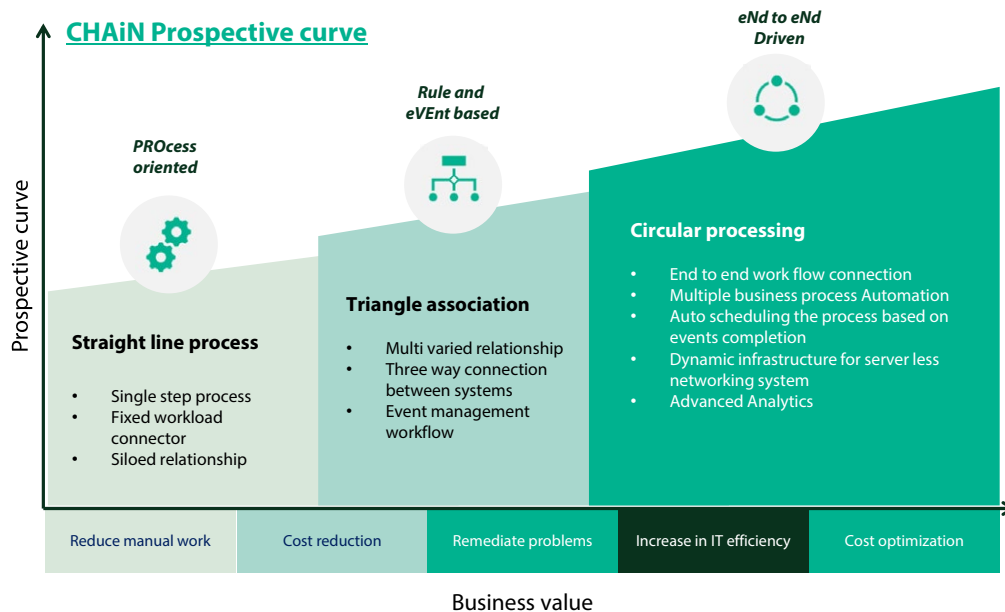 CHAiN Prospective curve
eNd to eNd
Driven
Rule and
eVEnt based
PROcess
oriented
Prospective curve
Straight line process
• Single step process
• Fixed workload
connector
• Siloed relationship
Triangle association
• Multi varied relationship
• Three way connection
between systems
• Event management
workflow
Circular processing
• End to end work flow connection
• Multiple business process Automation
• Auto scheduling the process based on
events completion
• Dynamic infrastructure for server less
networking system
• Advanced Analytics
Reduce manual work
Cost reduction
Remediate problems
Increase in IT efficiency
Cost optimization
Business value